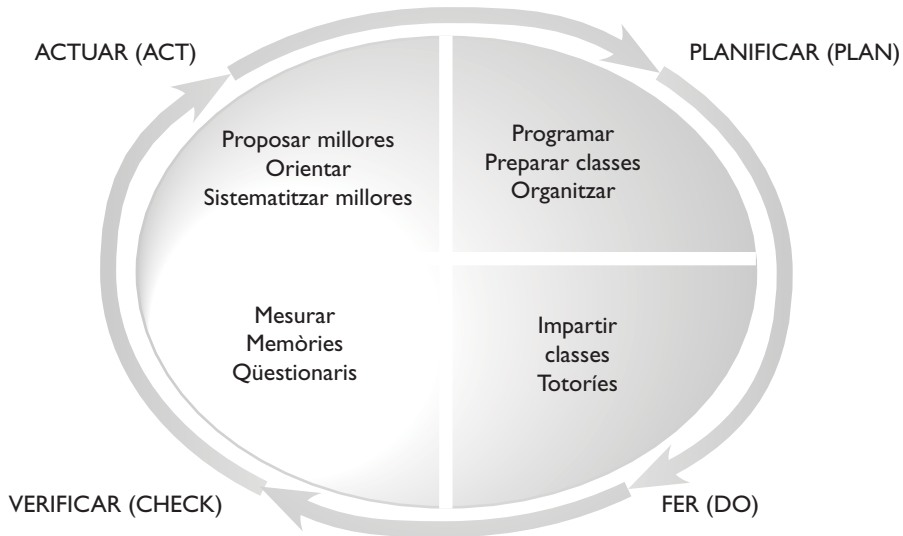 ACTUAR (ACT)
PLANIFICAR (PLAN)
Proposar millores
Orientar
Sistematitzar millores
Programar
Preparar classes
Organitzar
Mesurar
Memòries
Qüestionaris
Impartir
classes
Totoríes
VERIFICAR (CHECK)
FER (DO)